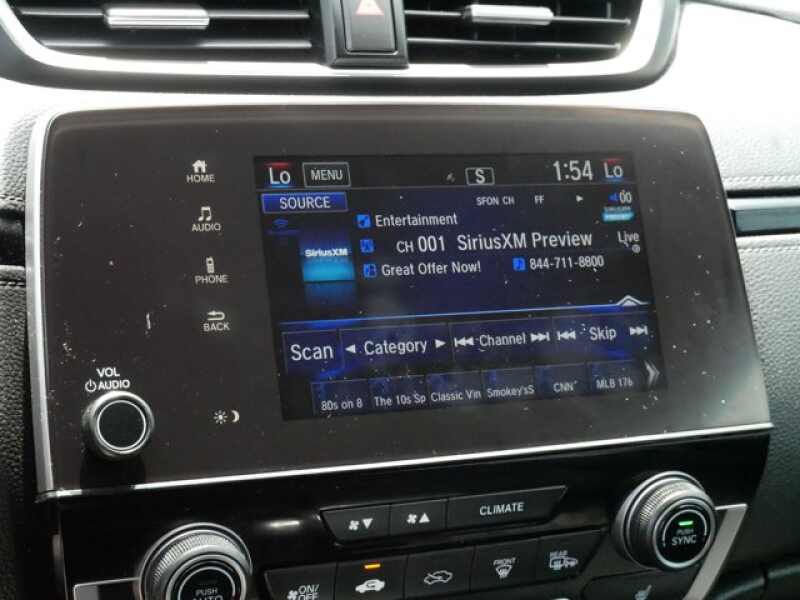 Lo MENU S 1:54 Lo
HOME
SOURCE SFON CH FF 00
AUDIO
Entertainment
SiriusXM CH 001 SiriusXM Preview Live
PHONE
Great Offer Now! 844-711-8800
BACK
Scan Category Channel Skip
80s on 8 The 10s Sp Classic Vin Smokey'sS CNN MLB 176
VOL
AUDIO
CLIMATE
PUSH
SYNC
ON/
OFF
FRONT
REAR
PUSH
AUTO